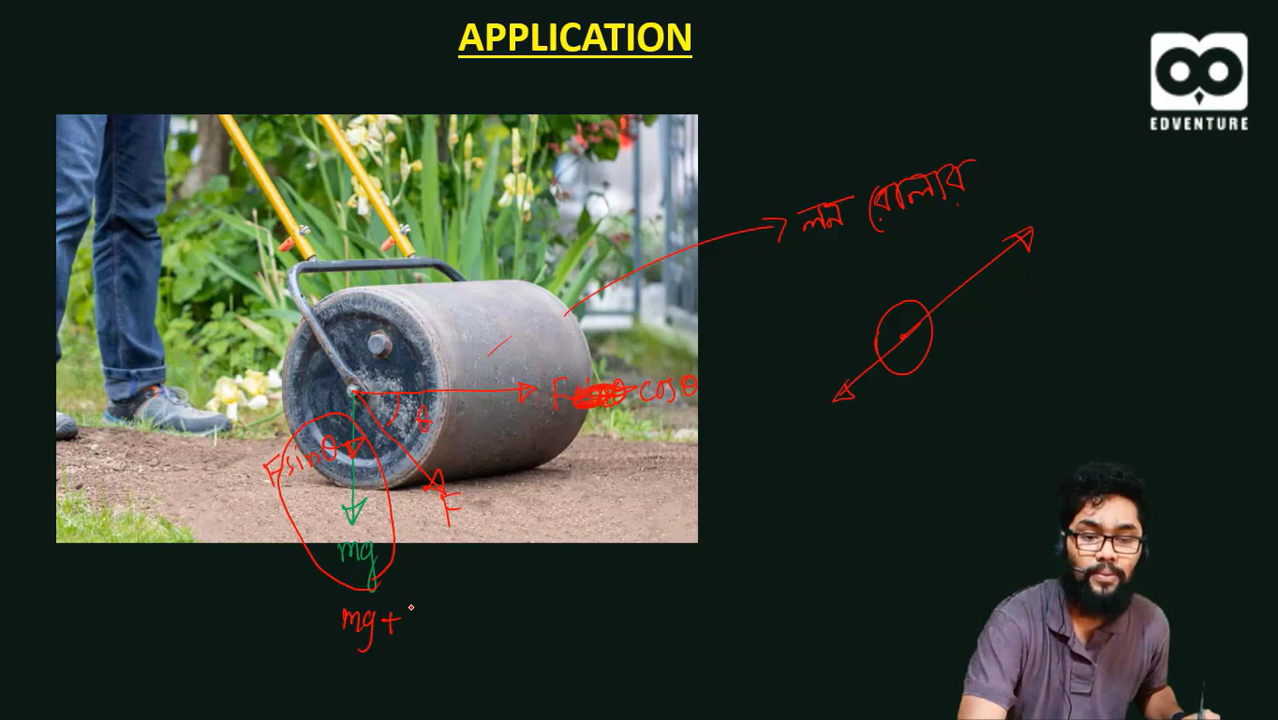 APPLICATION
EDVENTURE
লন রোলার
F cosθ
θ
Fsinθ
F
mg
mg+